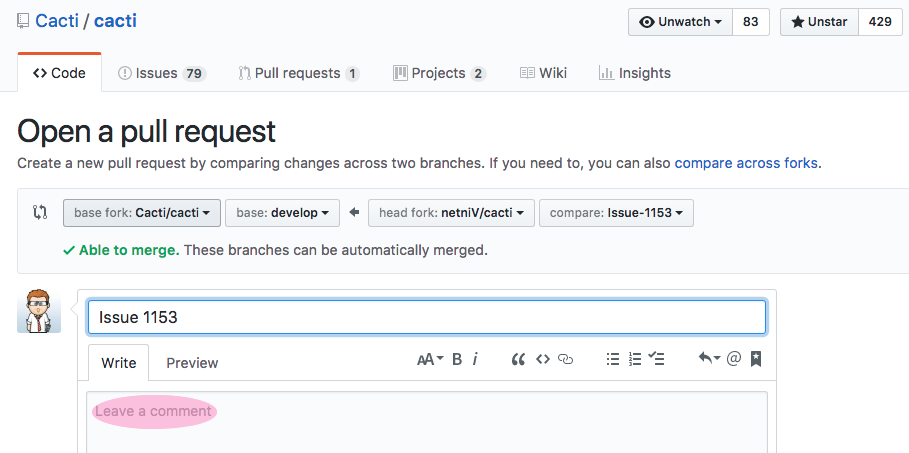 Cacti / cacti
Unwatch 83 Unstar 429
Code Issues 79 Pull requests 1 Projects 2 Wiki Insights
Open a pull request
Create a new pull request by comparing changes across two branches. If you need to, you can also compare across forks.
base fork: Cacti/cacti base: develop head fork: netniV/cacti compare: Issue-1153
Able to merge. These branches can be automatically merged.
Issue 1153
Write Preview AA B i
Leave a comment